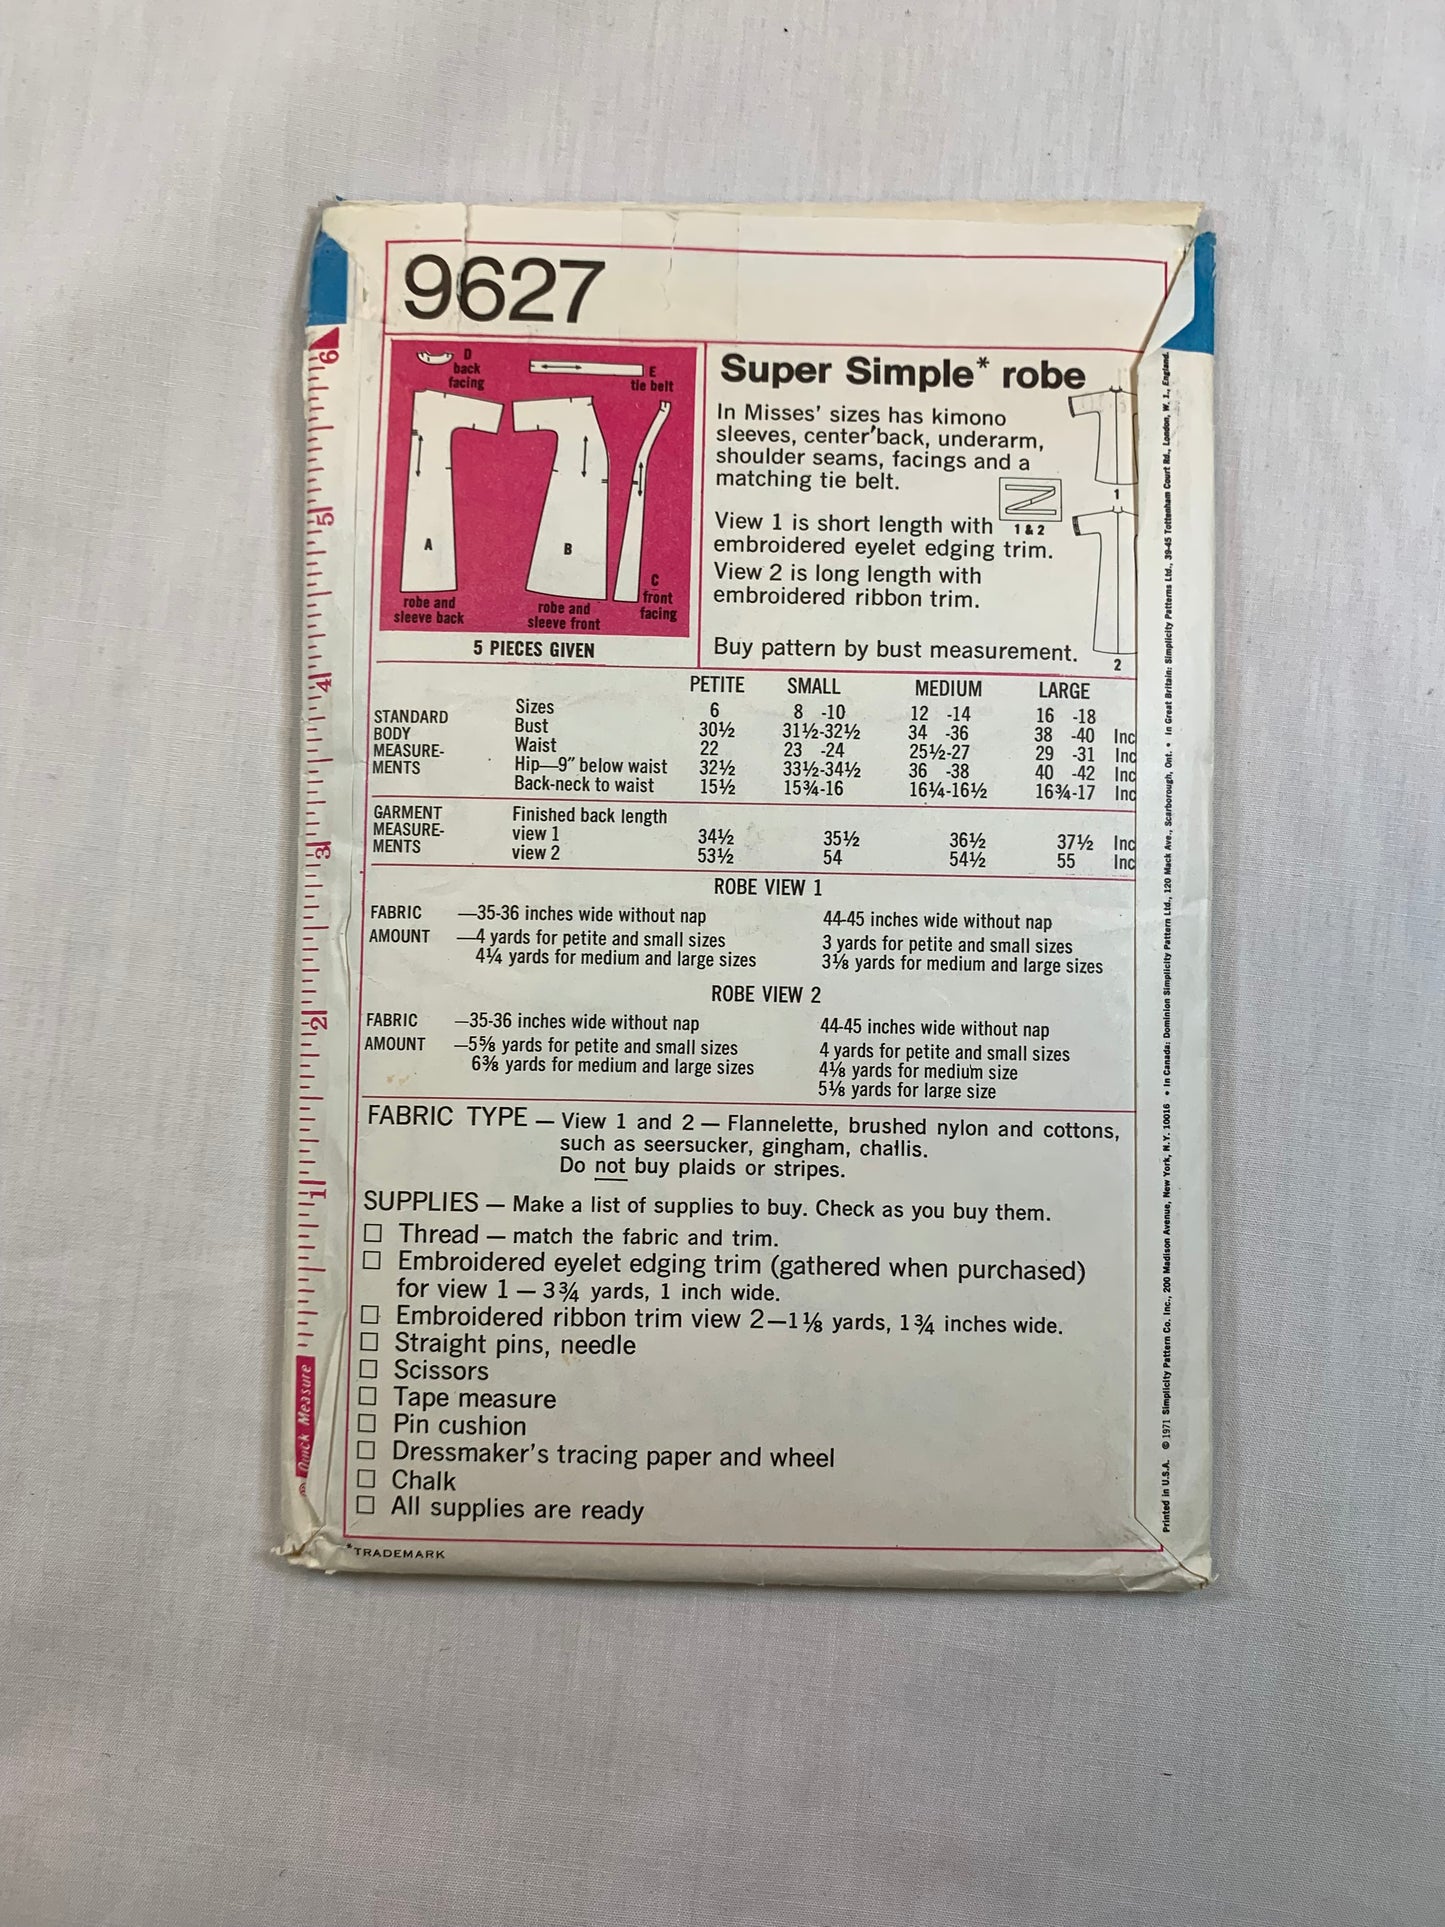 9627
D
back
facing
E
tie belt
A
B
C
front
facing
robe and
sleeve back
robe and
sleeve front
5 PIECES GIVEN
Super Simple* robe
In Misses' sizes has kimono
sleeves, center back, underarm,
shoulder seams, facings and a
matching tie belt.
View 1 is short length with
embroidered eyelet edging trim.
View 2 is long length with
embroidered ribbon trim.
Buy pattern by bust measurement.
1
1 & 2
2
PETITE SMALL MEDIUM LARGE
STANDARD
BODY
MEASURE-
MENTS
Sizes 6 8 -10 12 -14 16 -18
Bust 30½ 31½-32½ 34 -36 38 -40 Inc
Waist 22 23 -24 25½-27 29 -31 Inc
Hip—9" below waist 32½ 33½-34½ 36 -38 40 -42 Inc
Back-neck to waist 15½ 15¾-16 16¼-16½ 16¾-17 Inc
GARMENT
MEASURE-
MENTS
Finished back length
view 1 34½ 35½ 36½ 37½ Inc
view 2 53½ 54 54½ 55 Inc
ROBE VIEW 1
FABRIC —35-36 inches wide without nap 44-45 inches wide without nap
AMOUNT —4 yards for petite and small sizes 3 yards for petite and small sizes
4¼ yards for medium and large sizes 3⅛ yards for medium and large sizes
ROBE VIEW 2
FABRIC —35-36 inches wide without nap 44-45 inches wide without nap
AMOUNT —5⅝ yards for petite and small sizes 4 yards for petite and small sizes
6⅜ yards for medium and large sizes 4⅛ yards for medium size
5⅛ yards for large size
FABRIC TYPE — View 1 and 2 — Flannelette, brushed nylon and cottons,
such as seersucker, gingham, challis.
Do not buy plaids or stripes.
SUPPLIES — Make a list of supplies to buy. Check as you buy them.
☐ Thread — match the fabric and trim.
☐ Embroidered eyelet edging trim (gathered when purchased)
for view 1 — 3¾ yards, 1 inch wide.
☐ Embroidered ribbon trim view 2—1⅛ yards, 1¾ inches wide.
☐ Straight pins, needle
☐ Scissors
☐ Tape measure
☐ Pin cushion
☐ Dressmaker's tracing paper and wheel
☐ Chalk
☐ All supplies are ready
*TRADEMARK
6
5
4
3
2
1
Quick Measure
Printed in U.S.A. © 1971 Simplicity Pattern Co. Inc., 200 Madison Avenue, New York, N.Y. 10016 • In Canada: Dominion Simplicity Pattern Ltd., 120 Mack Ave., Scarborough, Ont. • In Great Britain: Simplicity Patterns Ltd., 39-45 Tottenham Court Rd., London, W. 1., England.